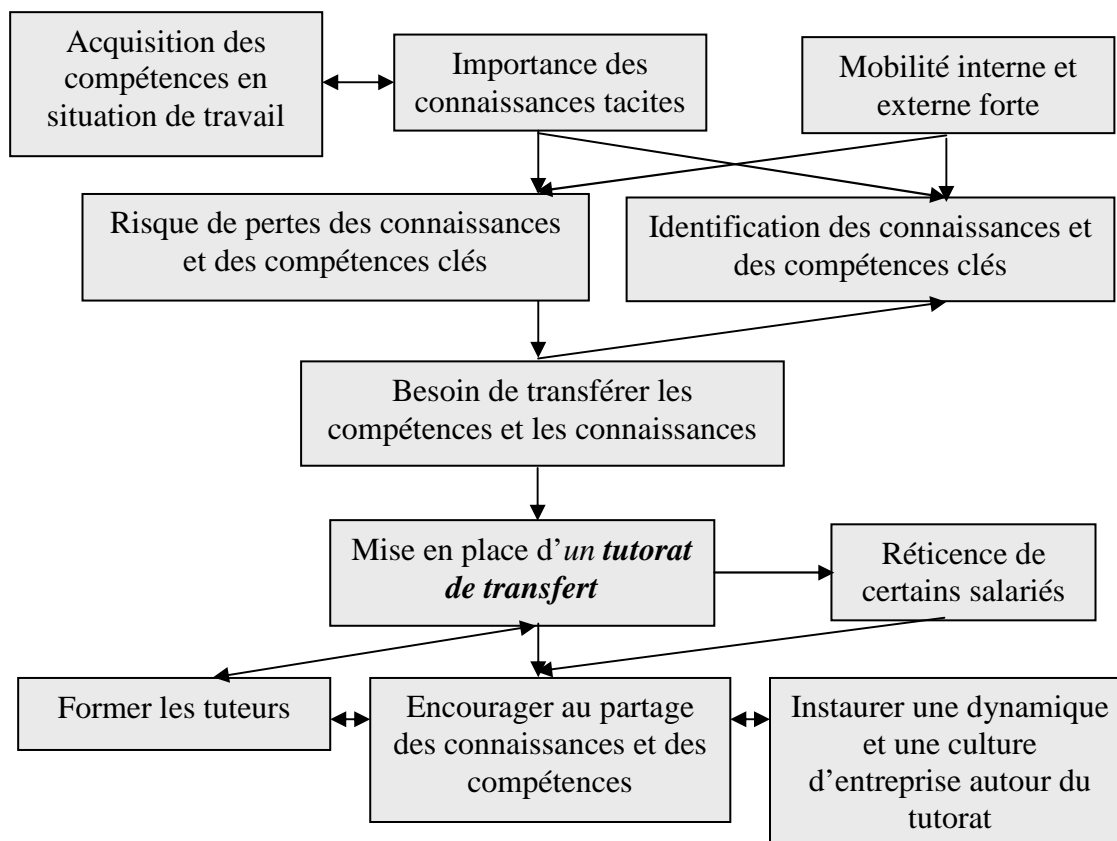 Acquisition des
compétences en
situation de travail
Importance des
connaissances tacites
Mobilité interne et
externe forte
Risque de pertes des connaissances
et des compétences clés
Identification des connaissances et
des compétences clés
Besoin de transférer les
compétences et les connaissances
Mise en place d’un tutorat
de transfert
Réticence de
certains salariés
Former les tuteurs
Encourager au partage
des connaissances et des
compétences
Instaurer une dynamique
et une culture
d’entreprise autour du
tutorat